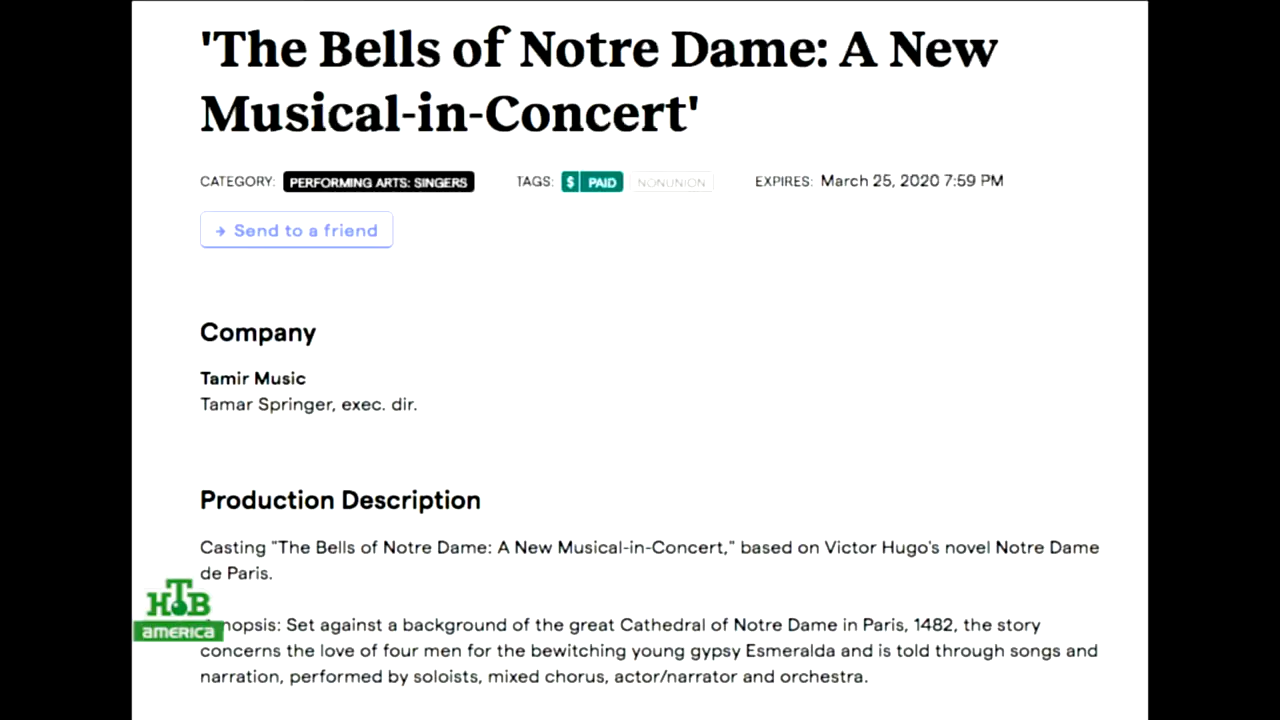 'The Bells of Notre Dame: A New
Musical-in-Concert'
CATEGORY: PERFORMING ARTS: SINGERS TAGS: $ PAID NONUNION EXPIRES: March 25, 2020 7:59 PM
→ Send to a friend
Company
Tamir Music
Tamar Springer, exec. dir.
Production Description
Casting "The Bells of Notre Dame: A New Musical-in-Concert," based on Victor Hugo's novel Notre Dame
de Paris.
НТВ
america
nopsis: Set against a background of the great Cathedral of Notre Dame in Paris, 1482, the story
concerns the love of four men for the bewitching young gypsy Esmeralda and is told through songs and
narration, performed by soloists, mixed chorus, actor/narrator and orchestra.